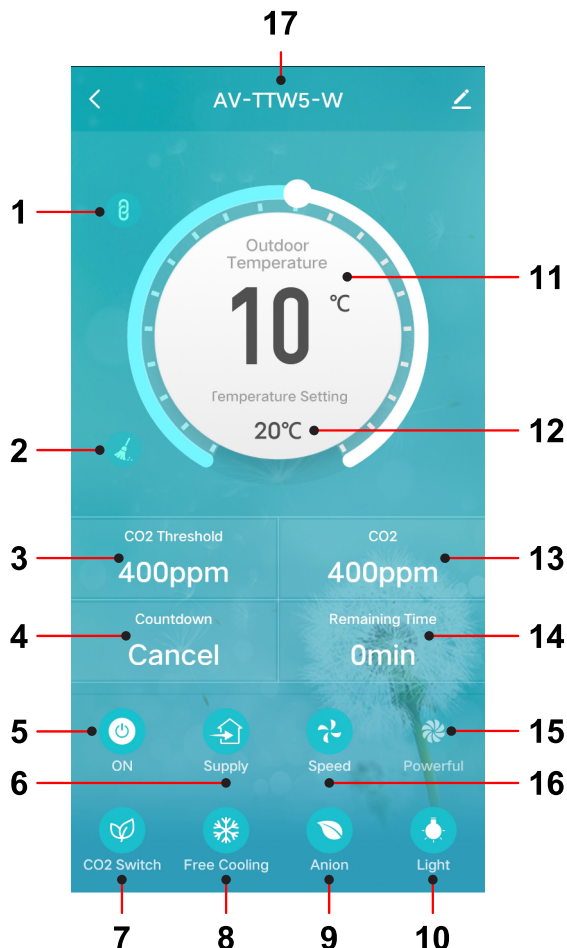 17
AV-TTW5-W
1
Outdoor
Temperature
11
10 ℃
Temperature Setting
20℃
12
2
CO2 Threshold
CO2
3
400ppm
400ppm
13
Countdown
Remaining Time
4
Cancel
0min
14
5
15
ON
Supply
Speed
Powerful
6
16
CO2 Switch
Free Cooling
Anion
Light
7
8
9
10